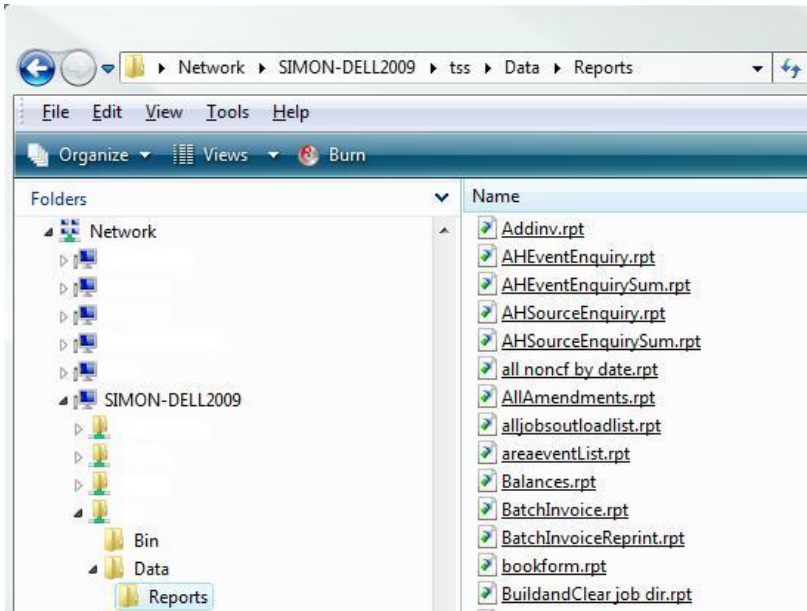 Network SIMON-DELL2009 tss Data Reports
File Edit View Tools Help
Organize Views Burn
Folders
Network
SIMON-DELL2009
Bin
Data
Reports
Name
Addinv.rpt
AHEventEnquiry.rpt
AHEventEnquirySum.rpt
AHSourceEnquiry.rpt
AHSourceEnquirySum.rpt
all noncf by date.rpt
AllAmendments.rpt
alljobsoutloadlist.rpt
areaeventList.rpt
Balances.rpt
BatchInvoice.rpt
BatchInvoiceReprint.rpt
bookform.rpt
BuildandClear job dir.rpt